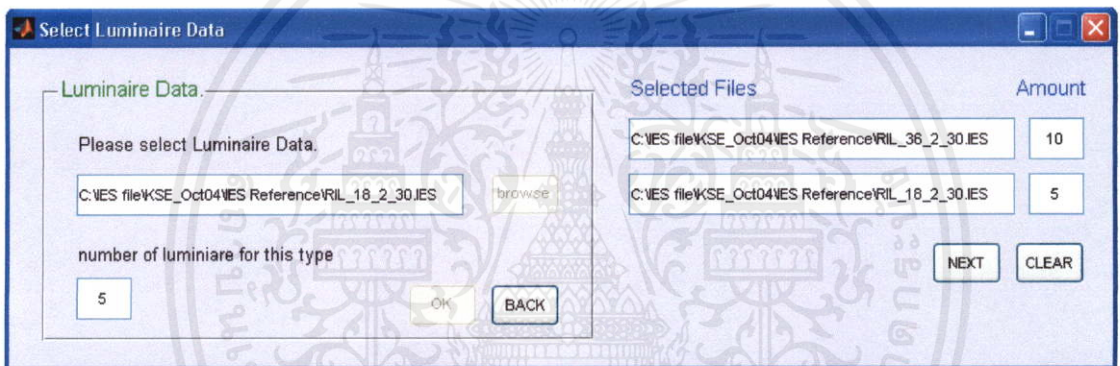 Select Luminaire Data
Luminaire Data.
Please select Luminaire Data.
C:\IES file\KSE_Oct04\IES Reference\RIL_18_2_30.IES
browse
number of luminiare for this type
5
OK
BACK
Selected Files Amount
C:\IES file\KSE_Oct04\IES Reference\RIL_36_2_30.IES 10
C:\IES file\KSE_Oct04\IES Reference\RIL_18_2_30.IES 5
NEXT CLEAR